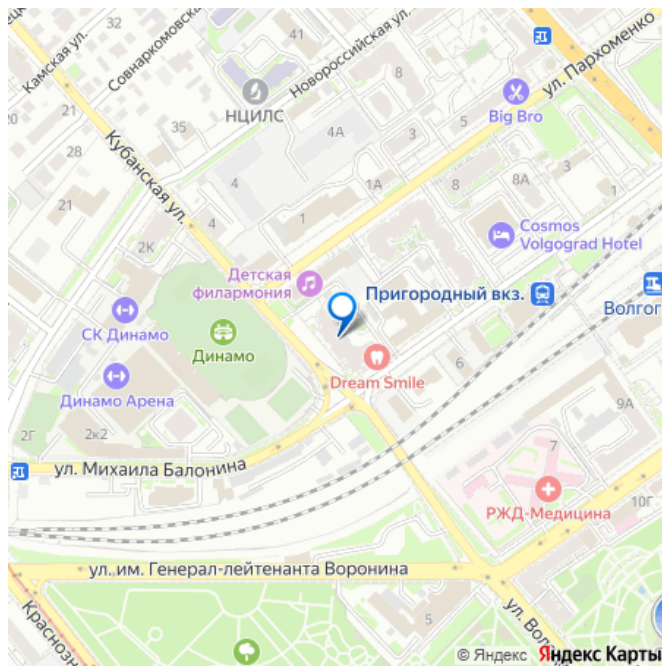 Камская ул.
Совнаркомовская ул.
41
Новороссийская ул.
8
ул. Пархоменко
20
22
НЦИЛС
4А
3
5
Big Bro
35
28
Кубанская ул.
4
1А
8
8А
3
1
21
4
1
Cosmos
Volgograd Hotel
2К
Детская
филармония
Пригородный вкз.
СК Динамо
Динамо
Волгог
Dream Smile
6
Динамо Арена
9А
2Г
2к2
7
ул. Михаила Балонина
РЖД-Медицина
10Г
ул. им. Генерал-лейтенанта Воронина
Краснозн
5
ул. Вол
© Яндекс Яндекс Карты